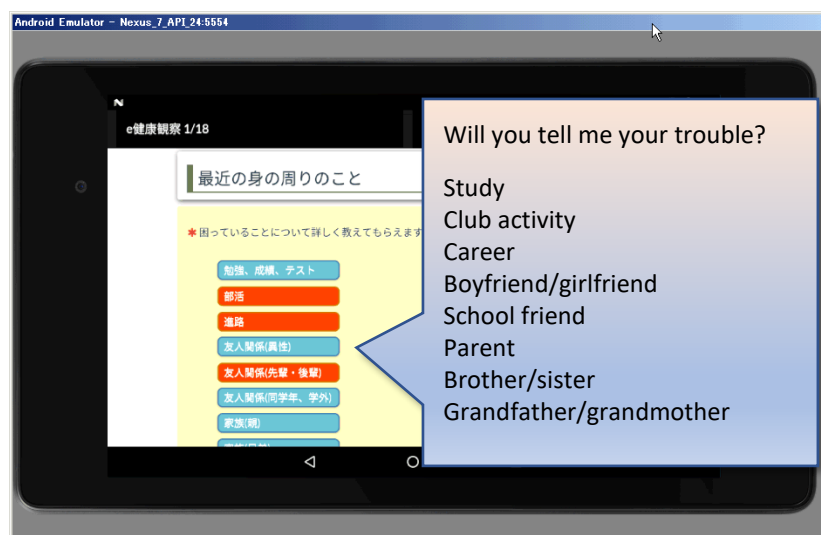 Android Emulator - Nexus_7_API_24:5554
e健康観察 1/18
最近の身の周りのこと
*困っていることについて詳しく教えてもらえます
勉強、成績、テスト
部活
進路
友人関係(異性)
友人関係(先輩・後輩)
友人関係(同学年、学外)
家族(親)
Will you tell me your trouble?
Study
Club activity
Career
Boyfriend/girlfriend
School friend
Parent
Brother/sister
Grandfather/grandmother